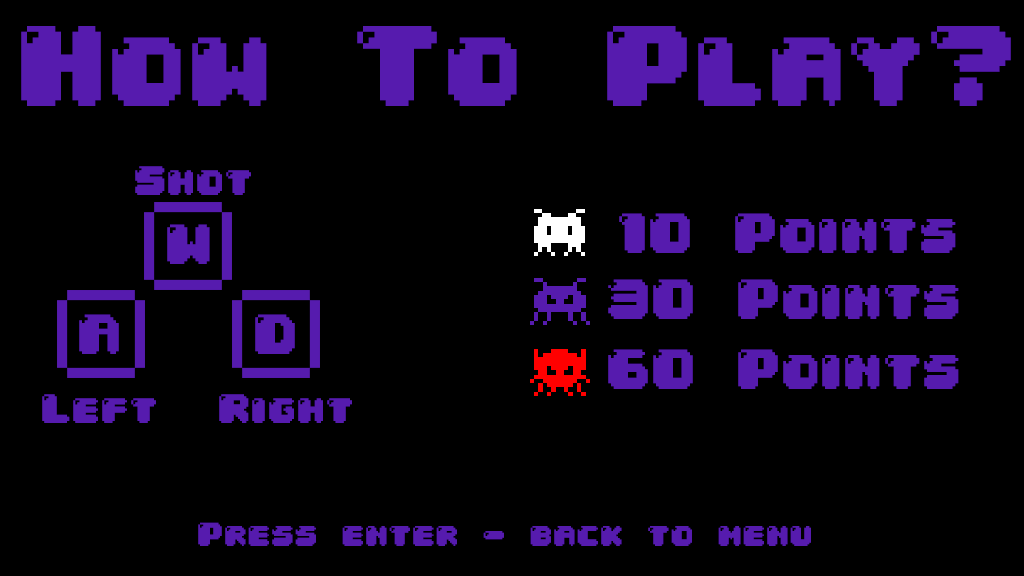 How To Play?
Shot
W
A D
Left Right
10 Points
30 Points
60 Points
Press enter - back to menu